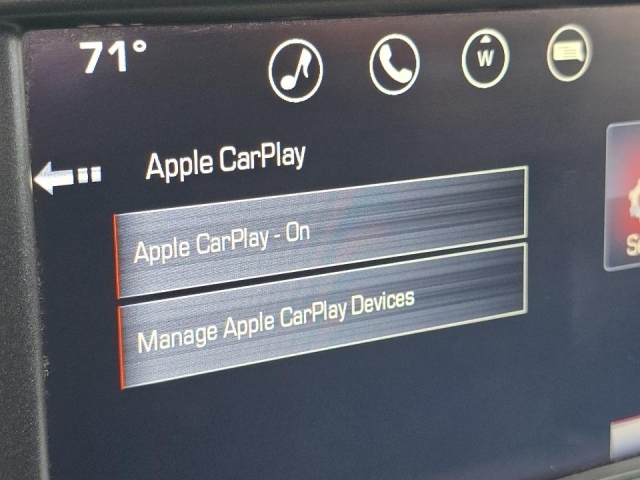 71°
W
Apple CarPlay
Apple CarPlay - On
Manage Apple CarPlay Devices